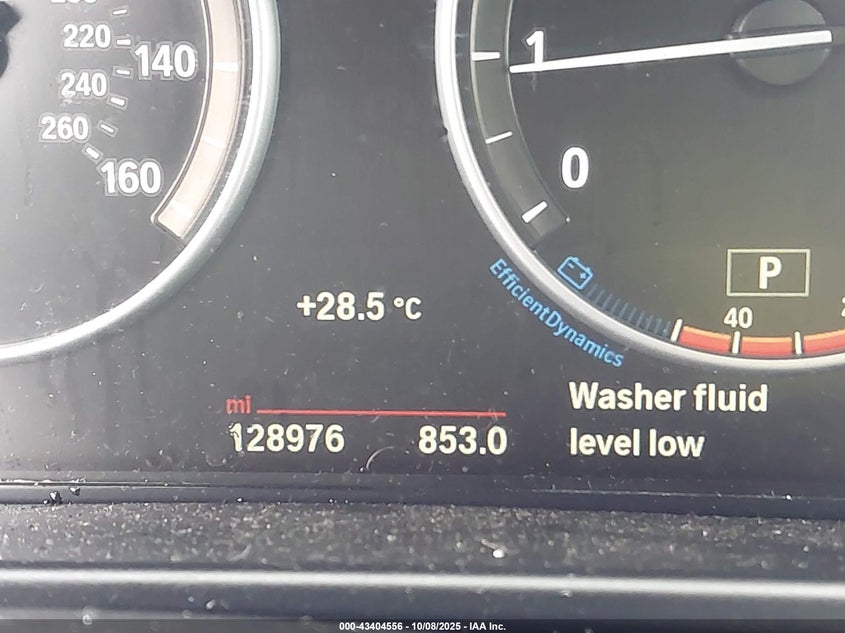 220
140
240
260
160
1
0
P
EfficientDynamics
40
+28.5 °C
mi
128976 853.0
Washer fluid
level low
000-43404556 - 10/08/2025 - IAA Inc.